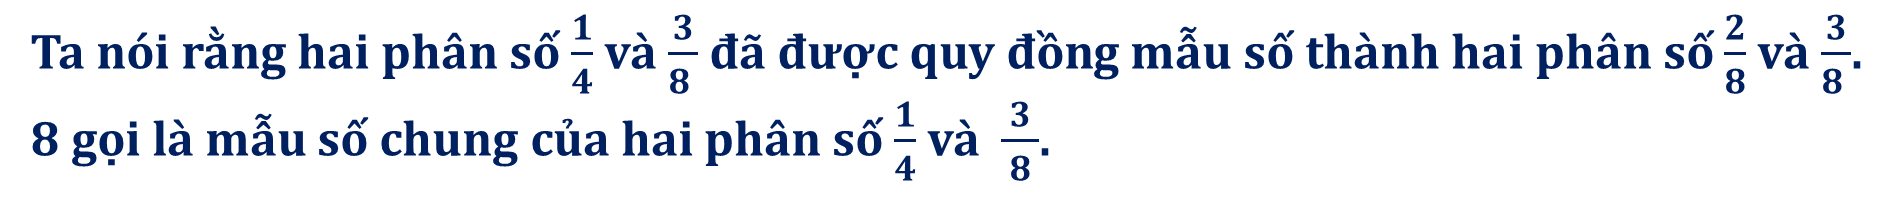 Ta nói rằng hai phân số 1/4 và 3/8 đã được quy đồng mẫu số thành hai phân số 2/8 và 3/8.
8 gọi là mẫu số chung của hai phân số 1/4 và 3/8.